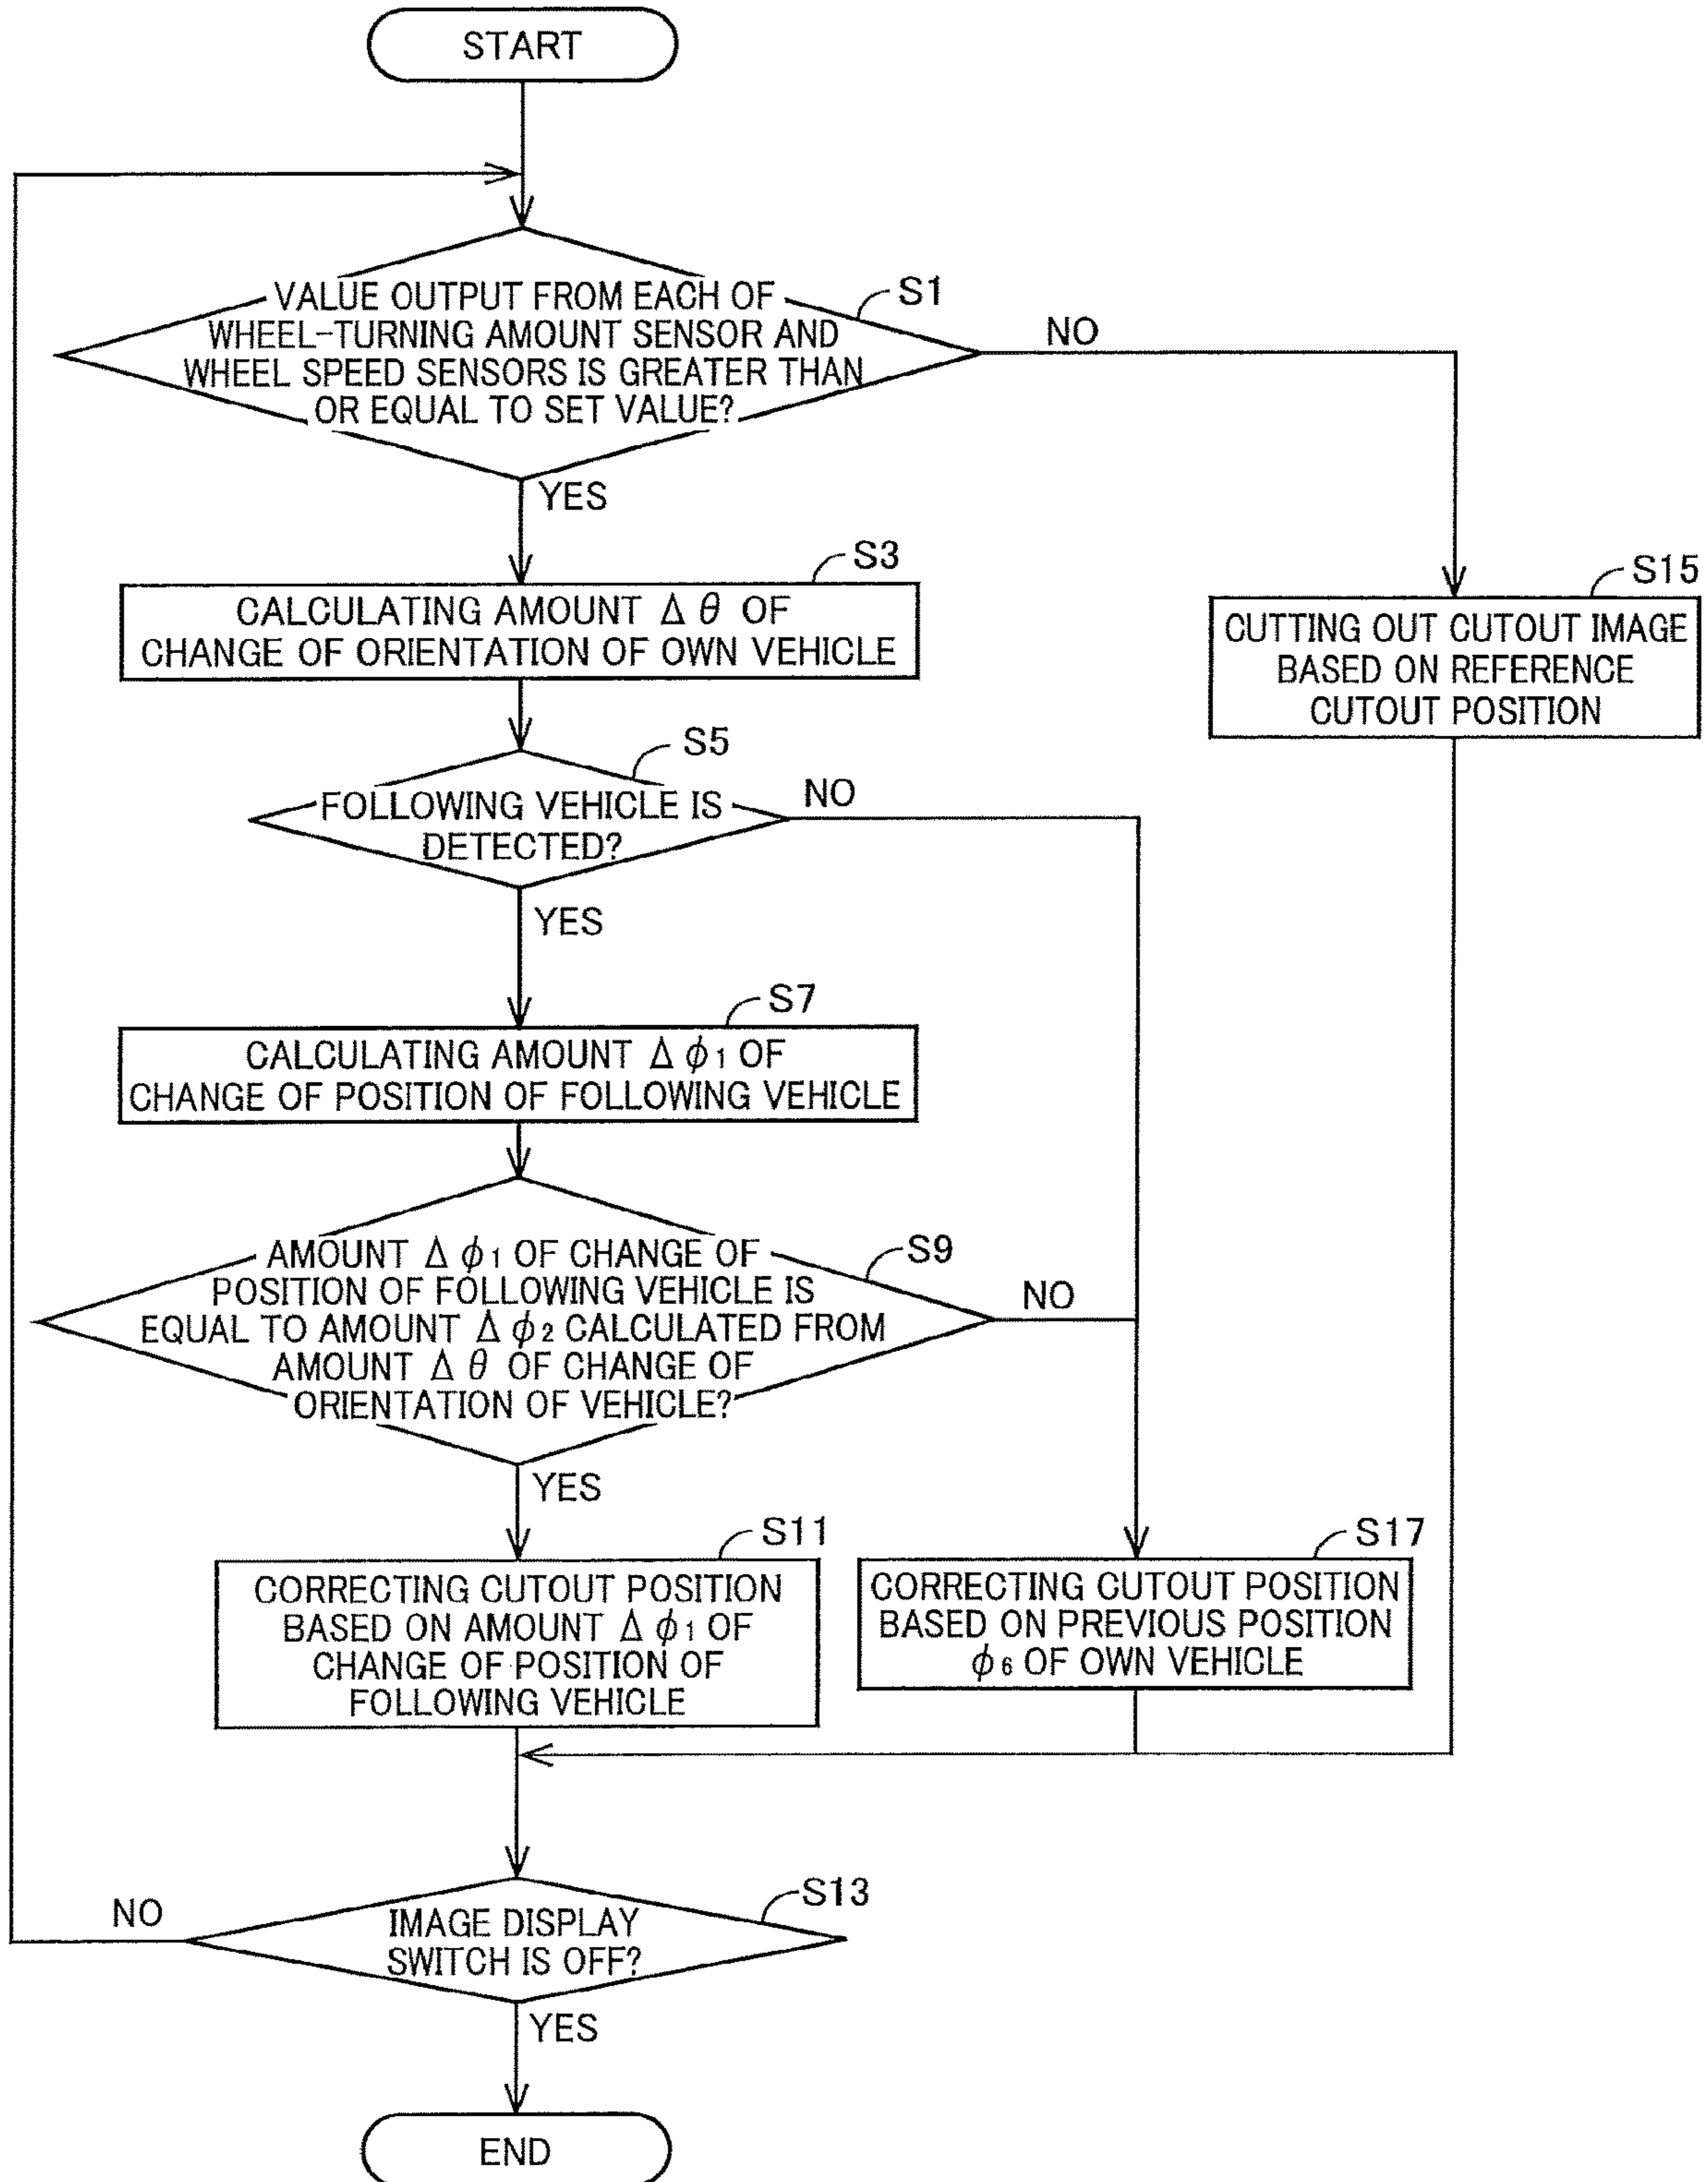 START
VALUE OUTPUT FROM EACH OF
WHEEL-TURNING AMOUNT SENSOR AND
WHEEL SPEED SENSORS IS GREATER THAN
OR EQUAL TO SET VALUE?
S1
NO
YES
S3
CALCULATING AMOUNT Δθ OF
CHANGE OF ORIENTATION OF OWN VEHICLE
S15
CUTTING OUT CUTOUT IMAGE
BASED ON REFERENCE
CUTOUT POSITION
S5
FOLLOWING VEHICLE IS
DETECTED?
NO
YES
S7
CALCULATING AMOUNT Δϕ1 OF
CHANGE OF POSITION OF FOLLOWING VEHICLE
S9
AMOUNT Δϕ1 OF CHANGE OF
POSITION OF FOLLOWING VEHICLE IS
EQUAL TO AMOUNT Δϕ2 CALCULATED FROM
AMOUNT Δθ OF CHANGE OF
ORIENTATION OF VEHICLE?
NO
YES
S11
CORRECTING CUTOUT POSITION
BASED ON AMOUNT Δϕ1 OF
CHANGE OF POSITION OF
FOLLOWING VEHICLE
S17
CORRECTING CUTOUT POSITION
BASED ON PREVIOUS POSITION
ϕ6 OF OWN VEHICLE
S13
IMAGE DISPLAY
SWITCH IS OFF?
NO
YES
END